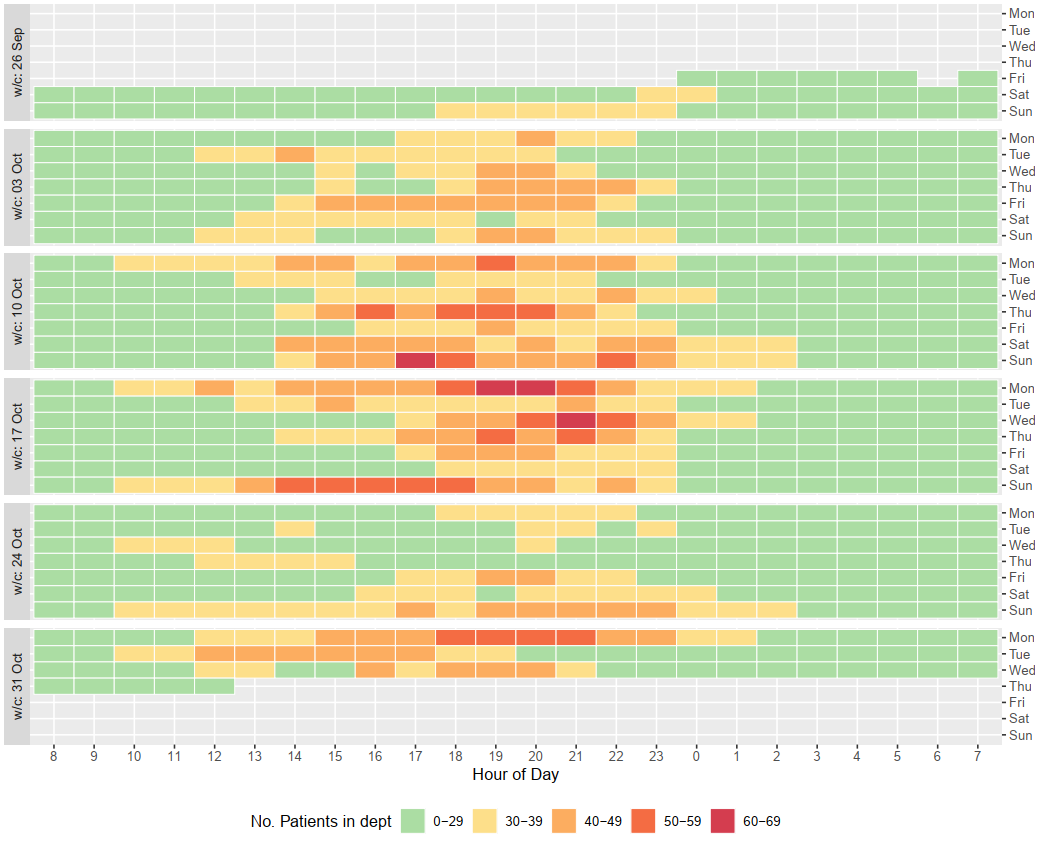 w/c: 26 Sep
Mon
Tue
Wed
Thu
Fri
Sat
Sun
w/c: 03 Oct
Mon
Tue
Wed
Thu
Fri
Sat
Sun
w/c: 10 Oct
Mon
Tue
Wed
Thu
Fri
Sat
Sun
w/c: 17 Oct
Mon
Tue
Wed
Thu
Fri
Sat
Sun
w/c: 24 Oct
Mon
Tue
Wed
Thu
Fri
Sat
Sun
w/c: 31 Oct
Mon
Tue
Wed
Thu
Fri
Sat
Sun
8 9 10 11 12 13 14 15 16 17 18 19 20 21 22 23 0 1 2 3 4 5 6 7
Hour of Day
No. Patients in dept 0−29 30−39 40−49 50−59 60−69